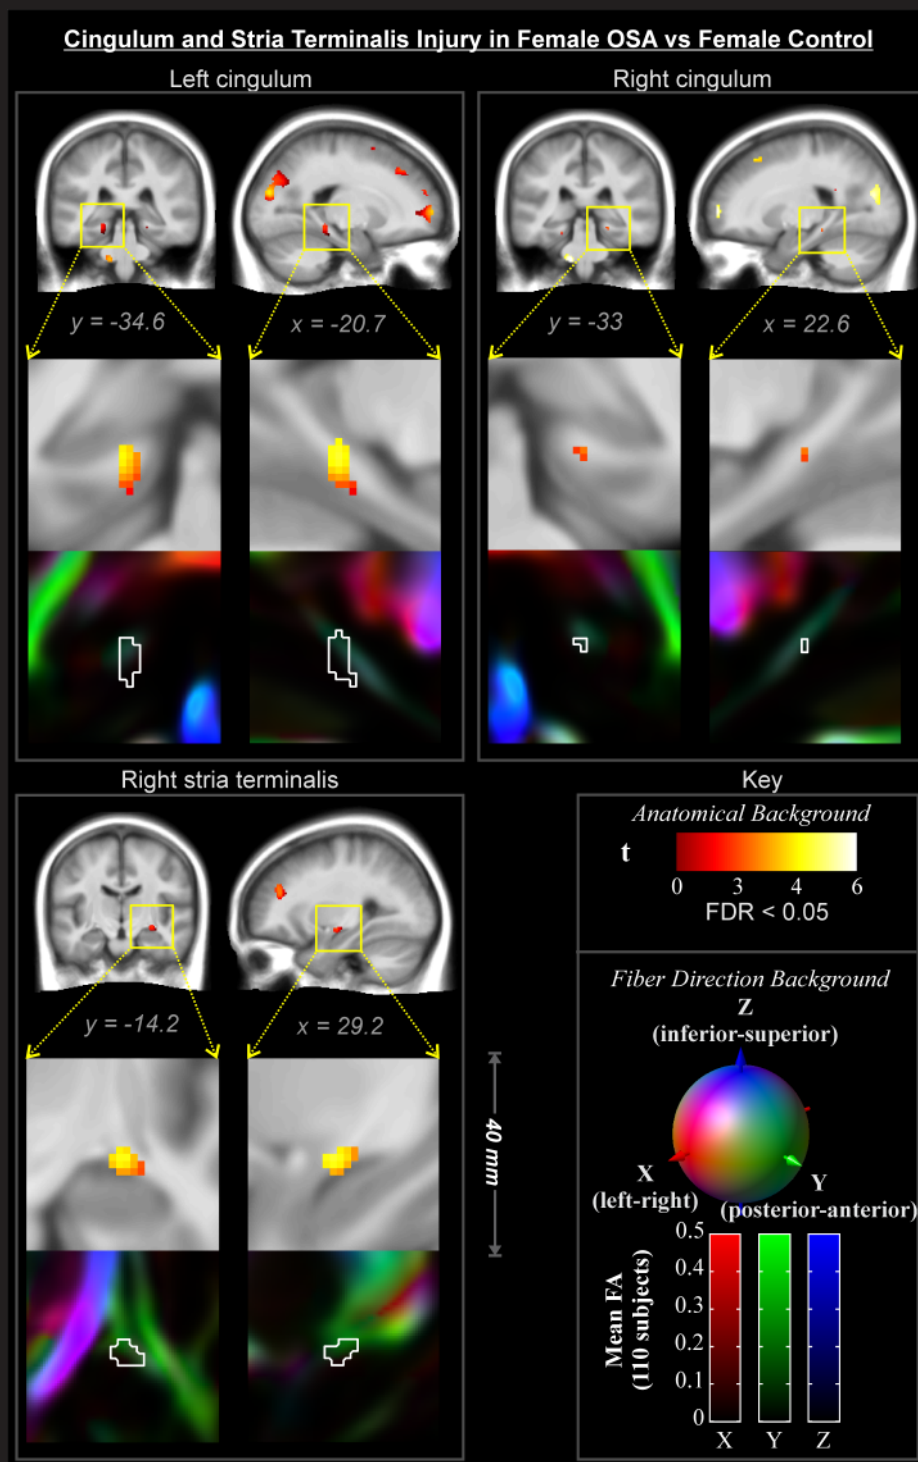 Cingulum and Stria Terminalis Injury in Female OSA vs Female Control
Left cingulum
Right cingulum
y = -34.6
x = -20.7
y = -33
x = 22.6
Right stria terminalis
y = -14.2
x = 29.2
40 mm
Key
Anatomical Background
t
0 3 4 6
FDR < 0.05
Fiber Direction Background
Z
(inferior-superior)
X
(left-right)
Y
(posterior-anterior)
Mean FA
(110 subjects)
0.5
0.4
0.3
0.2
0.1
0
X Y Z